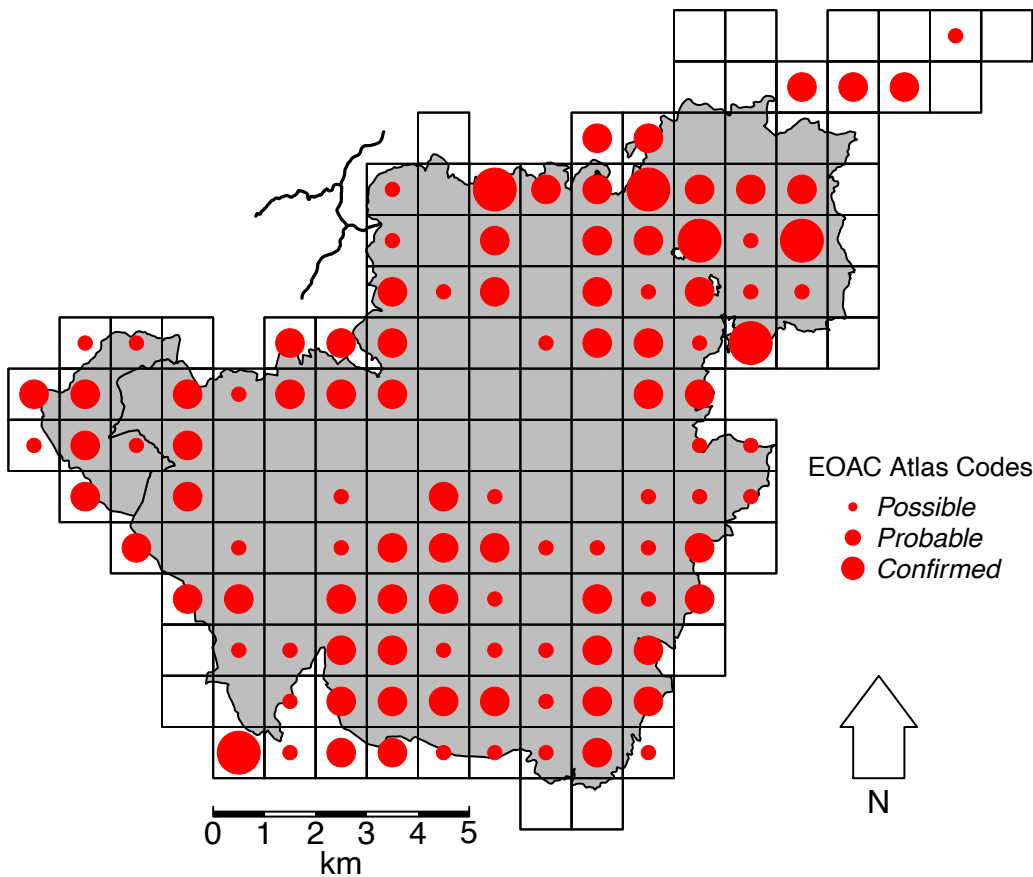 EOAC Atlas Codes
Possible
Probable
Confirmed
N
0 1 2 3 4 5
km